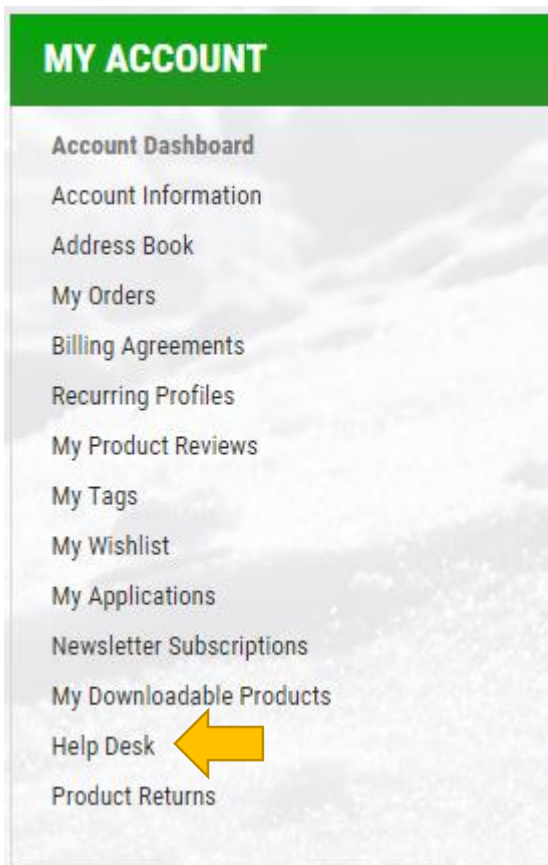 MY ACCOUNT
Account Dashboard
Account Information
Address Book
My Orders
Billing Agreements
Recurring Profiles
My Product Reviews
My Tags
My Wishlist
My Applications
Newsletter Subscriptions
My Downloadable Products
Help Desk
Product Returns